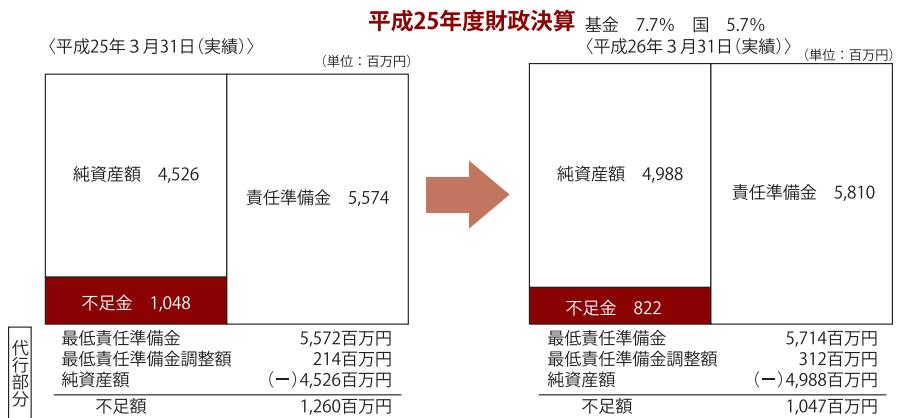 平成25年度財政決算 基金 7.7% 国 5.7%
〈平成25年３月31日（実績）〉
（単位：百万円）
純資産額 4,526
責任準備金 5,574
不足金 1,048
〈平成26年３月31日（実績）〉
（単位：百万円）
純資産額 4,988
責任準備金 5,810
不足金 822
代行部分
最低責任準備金 5,572百万円
最低責任準備金調整額 214百万円
純資産額 （ー）4,526百万円
不足額 1,260百万円
最低責任準備金 5,714百万円
最低責任準備金調整額 312百万円
純資産額 （ー）4,988百万円
不足額 1,047百万円